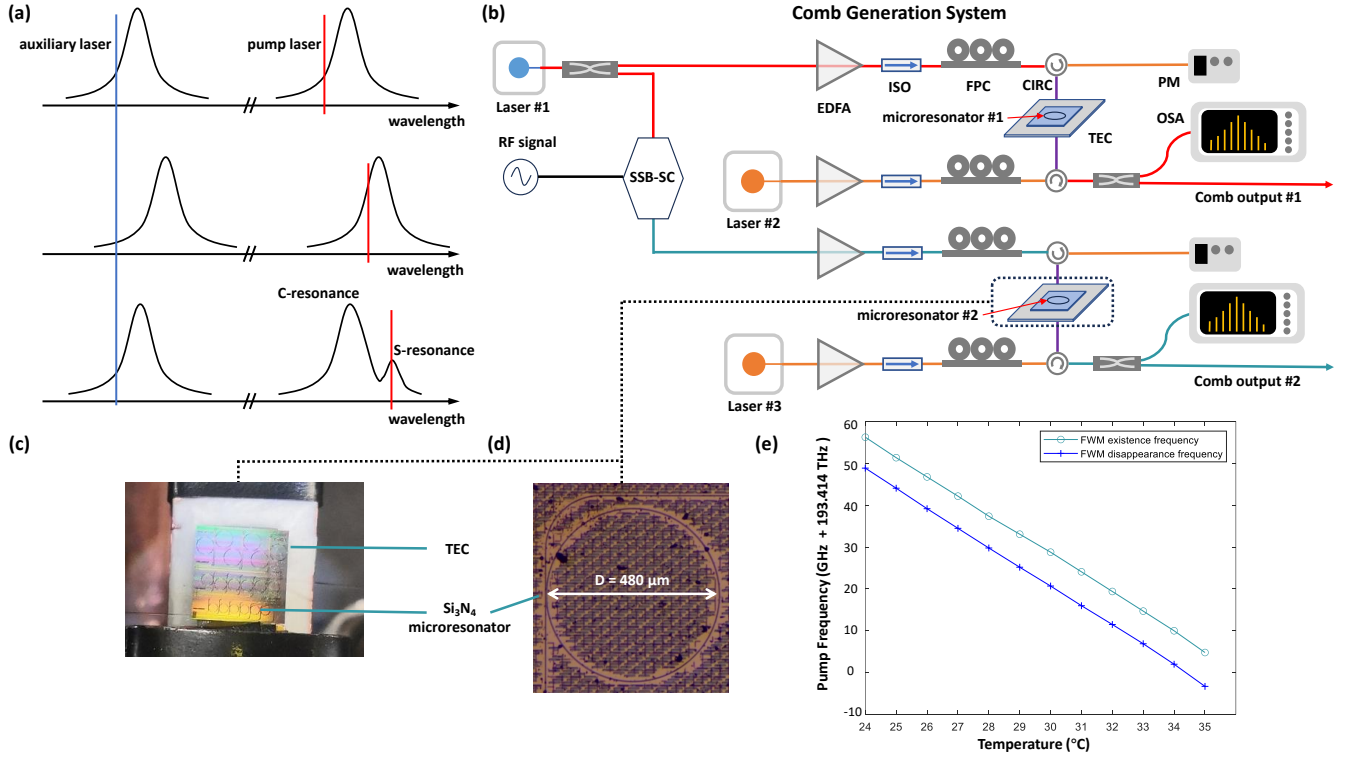 (a)
auxiliary laser
pump laser
wavelength
wavelength
C-resonance
S-resonance
wavelength
(b)
Comb Generation System
Laser #1
EDFA
ISO
FPC
CIRC
PM
microresonator #1
TEC
OSA
RF signal
SSB-SC
Laser #2
Comb output #1
microresonator #2
Laser #3
Comb output #2
(c)
TEC
Si₃N₄
microresonator
(d)
D = 480 µm
(e)
FWM existence frequency
FWM disappearance frequency
Pump Frequency (GHz + 193.414 THz )
60
50
40
30
20
10
0
-10
24 25 26 27 28 29 30 31 32 33 34 35
Temperature (°C)